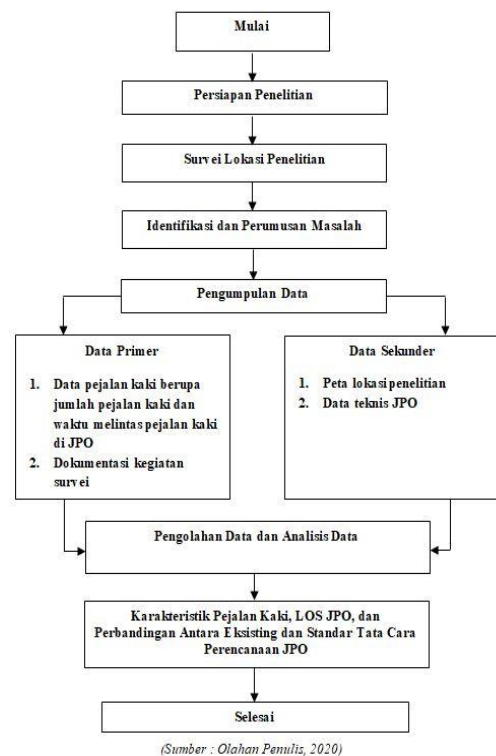 Mulai
Persiapan Penelitian
Survei Lokasi Penelitian
Identifikasi dan Perumusan Masalah
Pengumpulan Data
Data Primer
1. Data pejalan kaki berupa
jumlah pejalan kaki dan
waktu melintas pejalan kaki
di JPO
2. Dokumentasi kegiatan
survei
Data Sekunder
1. Peta lokasi penelitian
2. Data teknis JPO
Pengolahan Data dan Analisis Data
Karakteristik Pejalan Kaki, LOS JPO, dan
Perbandingan Antara Eksisting dan Standar Tata Cara
Perencanaan JPO
Selesai
(Sumber : Olahan Penulis, 2020)